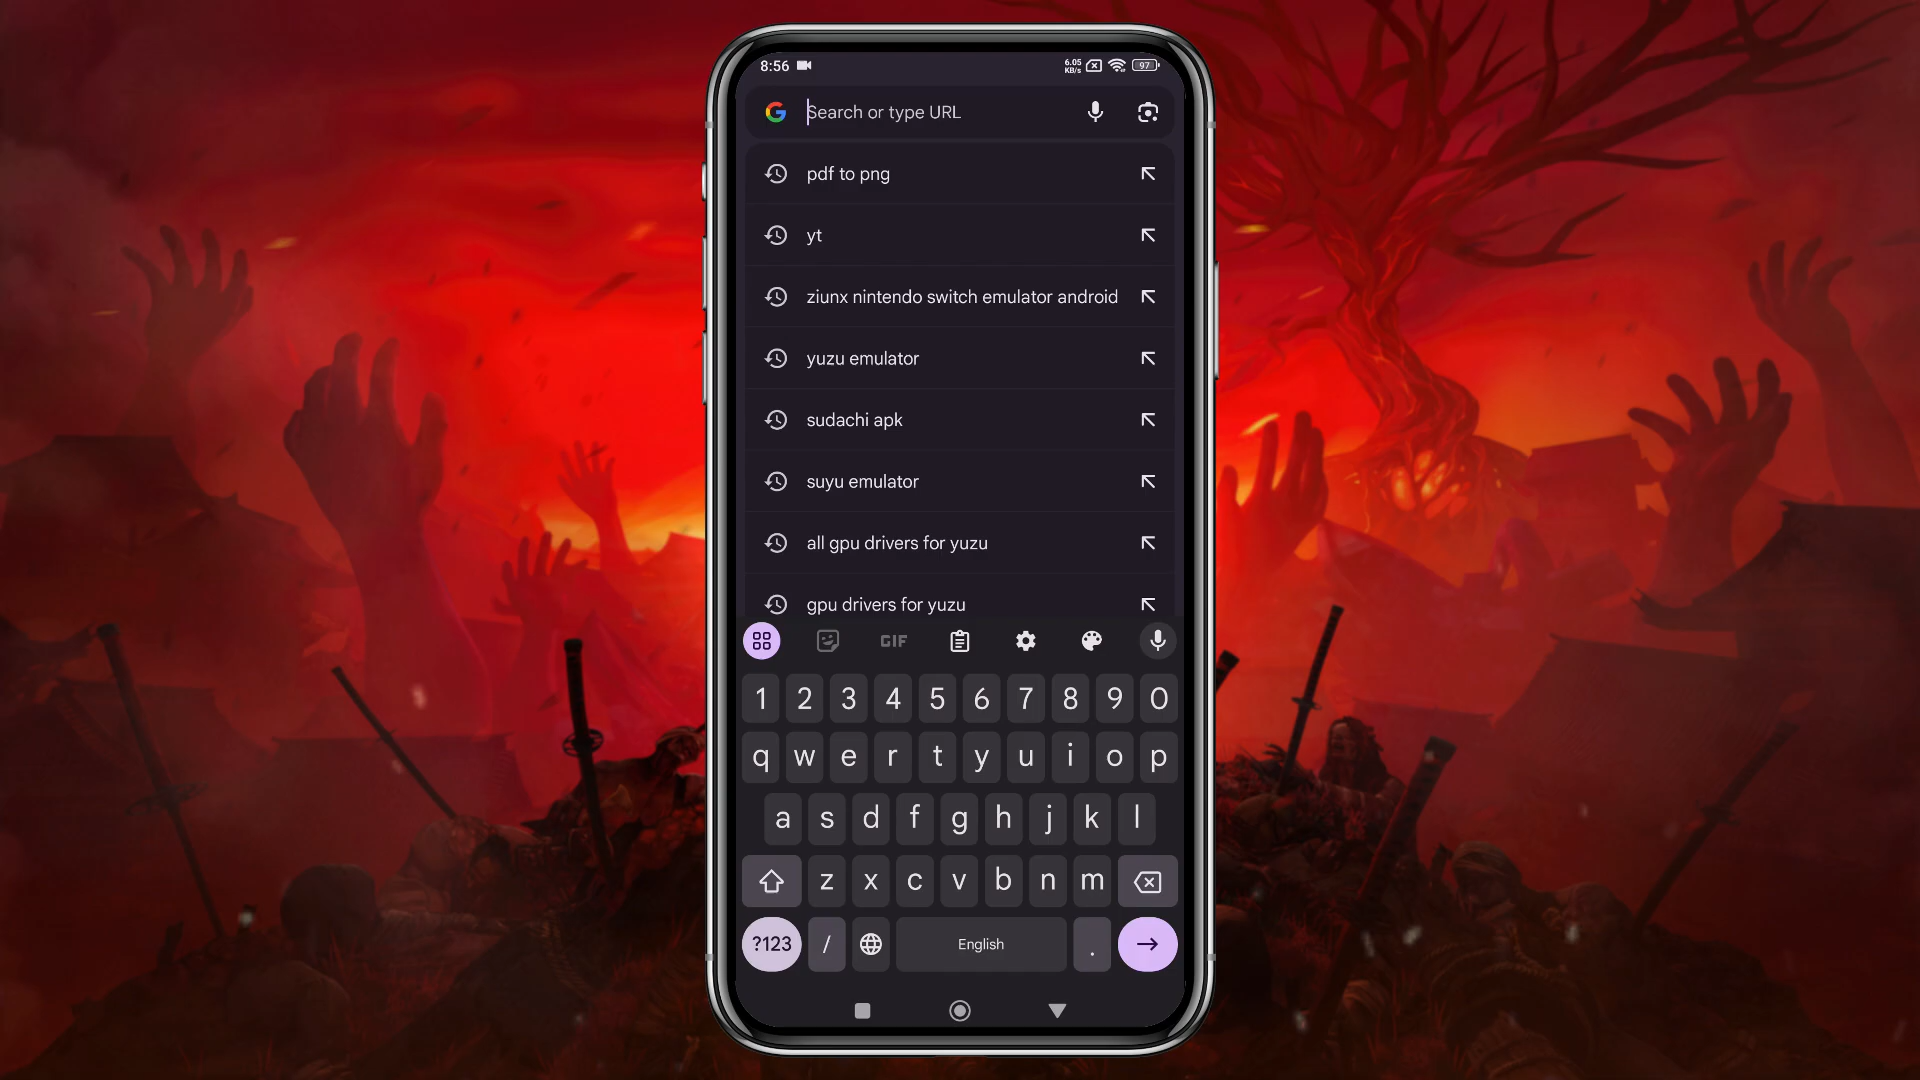 8:56 6.05 KB/s 97
Search or type URL
pdf to png
yt
ziunx nintendo switch emulator android
yuzu emulator
sudachi apk
suyu emulator
all gpu drivers for yuzu
gpu drivers for yuzu
GIF
1 2 3 4 5 6 7 8 9 0
q w e r t y u i o p
a s d f g h j k l
z x c v b n m
?123 / English .